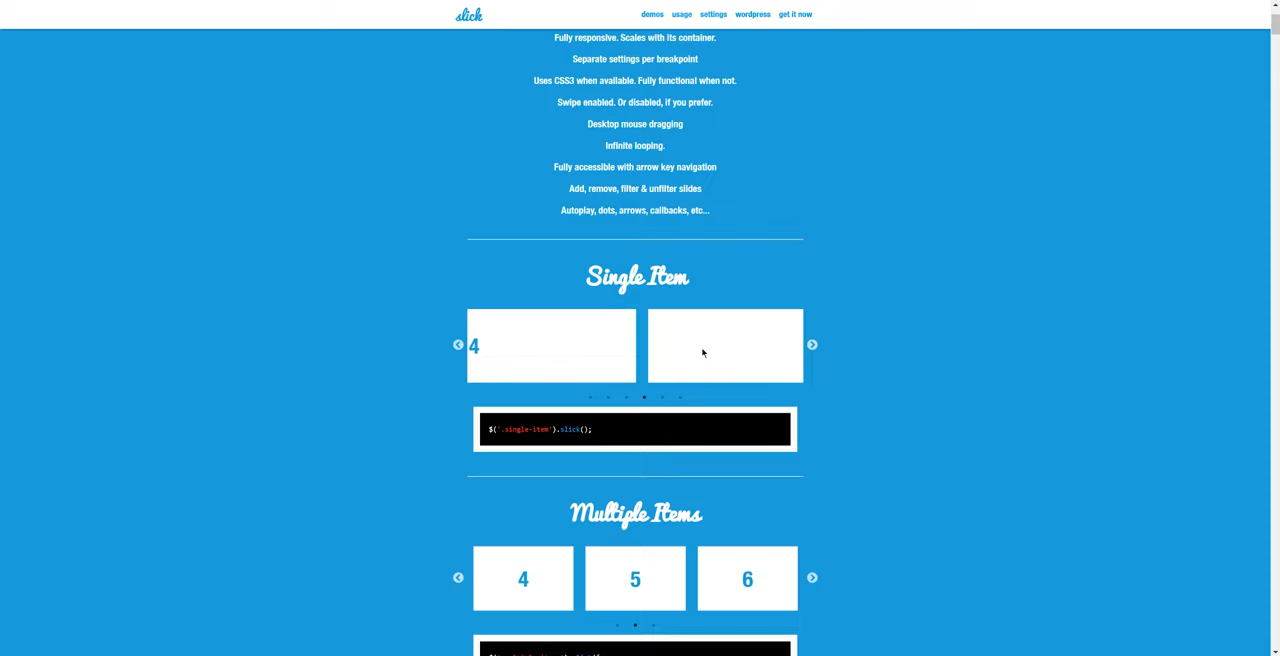 slick
demos usage settings wordpress get it now
Fully responsive. Scales with its container.
Separate settings per breakpoint
Uses CSS3 when available. Fully functional when not.
Swipe enabled. Or disabled, if you prefer.
Desktop mouse dragging
Infinite looping.
Fully accessible with arrow key navigation
Add, remove, filter & unfilter slides
Autoplay, dots, arrows, callbacks, etc...
Single Item
4
$('.single-item').slick();
Multiple Items
4 5 6